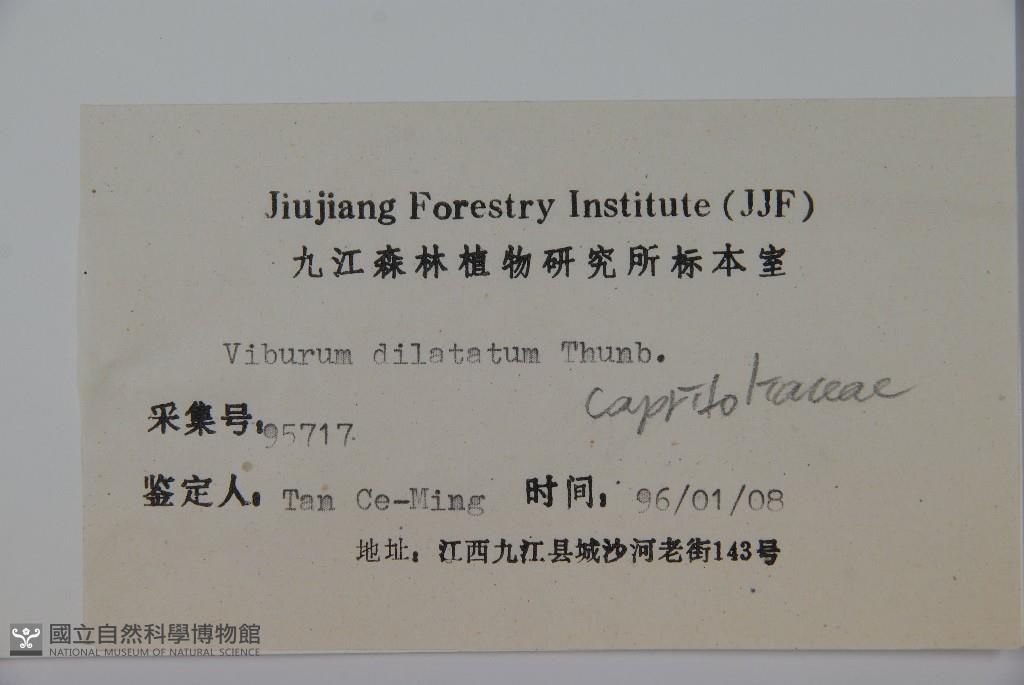 Jiujiang Forestry Institute (JJF)
九江森林植物研究所标本室
Viburum dilatatum Thunb.
Caprifoliaceae
采集号:95717
鉴定人: Tan Ce-Ming 时间: 96/01/08
地址: 江西九江县城沙河老街143号
國立自然科學博物館
NATIONAL MUSEUM OF NATURAL SCIENCE